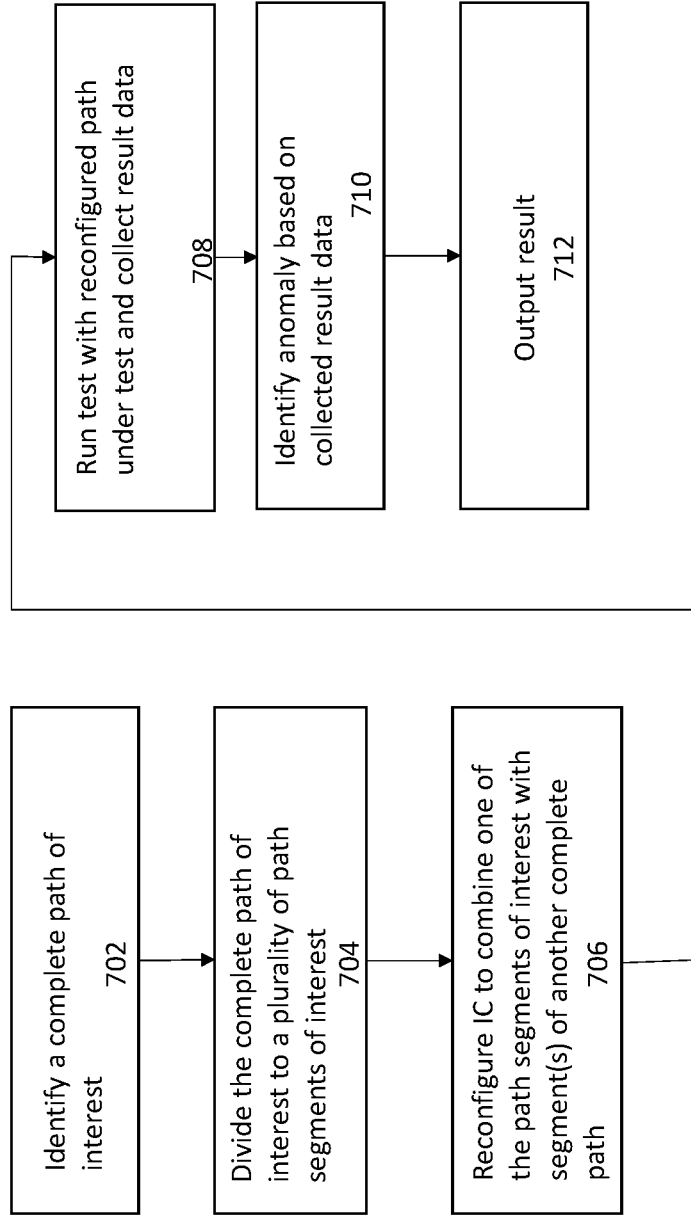 Identify a complete path of
interest
702
Divide the complete path of
interest to a plurality of path
segments of interest
704
Reconfigure IC to combine one of
the path segments of interest with
segment(s) of another complete
path
706
Run test with reconfigured path
under test and collect result data
708
Identify anomaly based on
collected result data
710
Output result
712